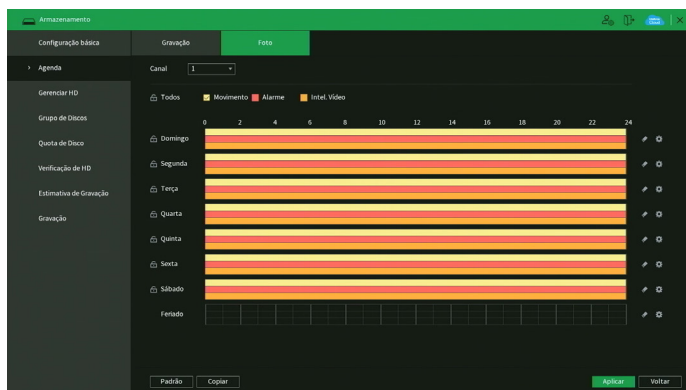 Armazenamento
Configuração básica
Gravação
Foto
Agenda
Canal
1
Gerenciar HD
Todos
Movimento
Alarme
Intel. Vídeo
Grupo de Discos
0 2 4 6 8 10 12 14 16 18 20 22 24
Domingo
Quota de Disco
Segunda
Verificação de HD
Terça
Estimativa de Gravação
Quarta
Gravação
Quinta
Sexta
Sábado
Feriado
Padrão
Copiar
Aplicar
Voltar